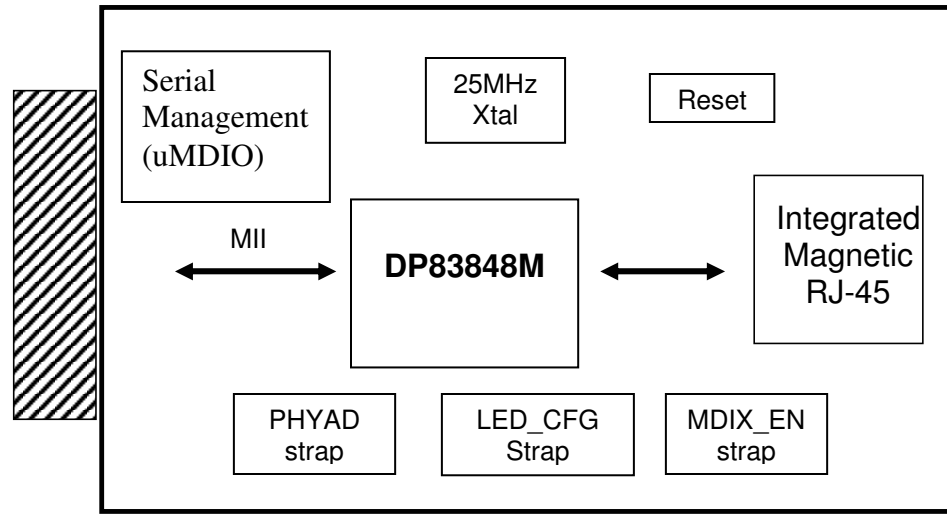 Serial
Management
(uMDIO)
25MHz
Xtal
Reset
MII
DP83848M
Integrated
Magnetic
RJ-45
PHYAD
strap
LED_CFG
Strap
MDIX_EN
strap